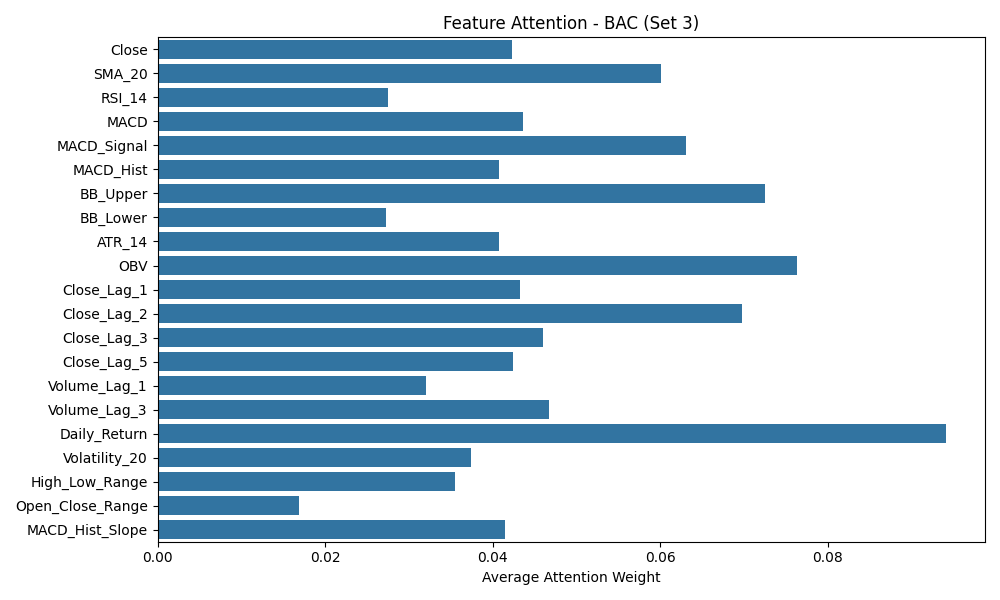 Feature Attention - BAC (Set 3)
Close
SMA_20
RSI_14
MACD
MACD_Signal
MACD_Hist
BB_Upper
BB_Lower
ATR_14
OBV
Close_Lag_1
Close_Lag_2
Close_Lag_3
Close_Lag_5
Volume_Lag_1
Volume_Lag_3
Daily_Return
Volatility_20
High_Low_Range
Open_Close_Range
MACD_Hist_Slope
0.00 0.02 0.04 0.06 0.08
Average Attention Weight